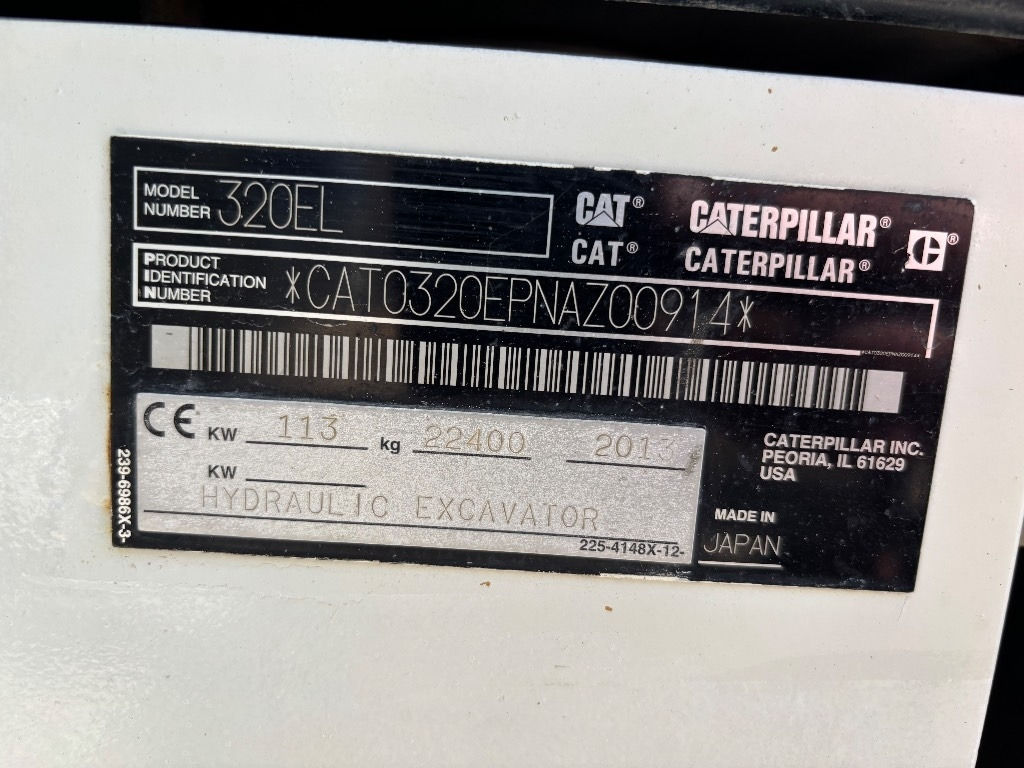 MODEL NUMBER 320EL
CAT® CATERPILLAR®
CAT® CATERPILLAR®
PRODUCT
IDENTIFICATION
NUMBER
*CAT0320EPNAZ00914*
*CAT0320EPNAZ00914*
CE KW 113 kg 22400 2013
KW
HYDRAULIC EXCAVATOR
225-4148X-12-
239-6986X-3-
CATERPILLAR INC.
PEORIA, IL 61629
USA
MADE IN
JAPAN